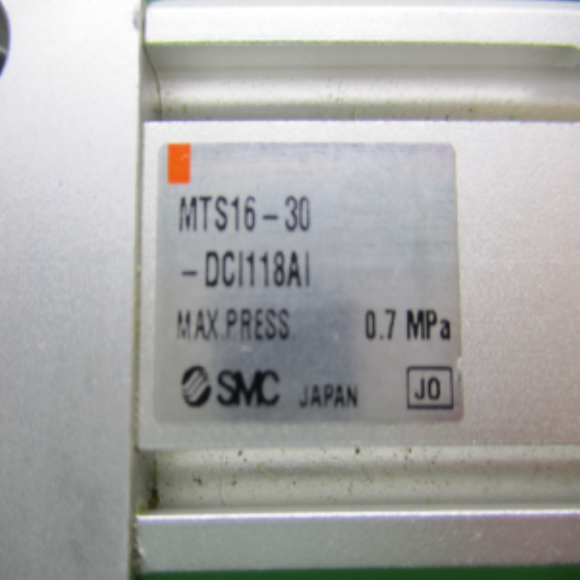 MTS16-30
-DCI118AI
MAX.PRESS. 0.7 MPa
SMC JAPAN JO